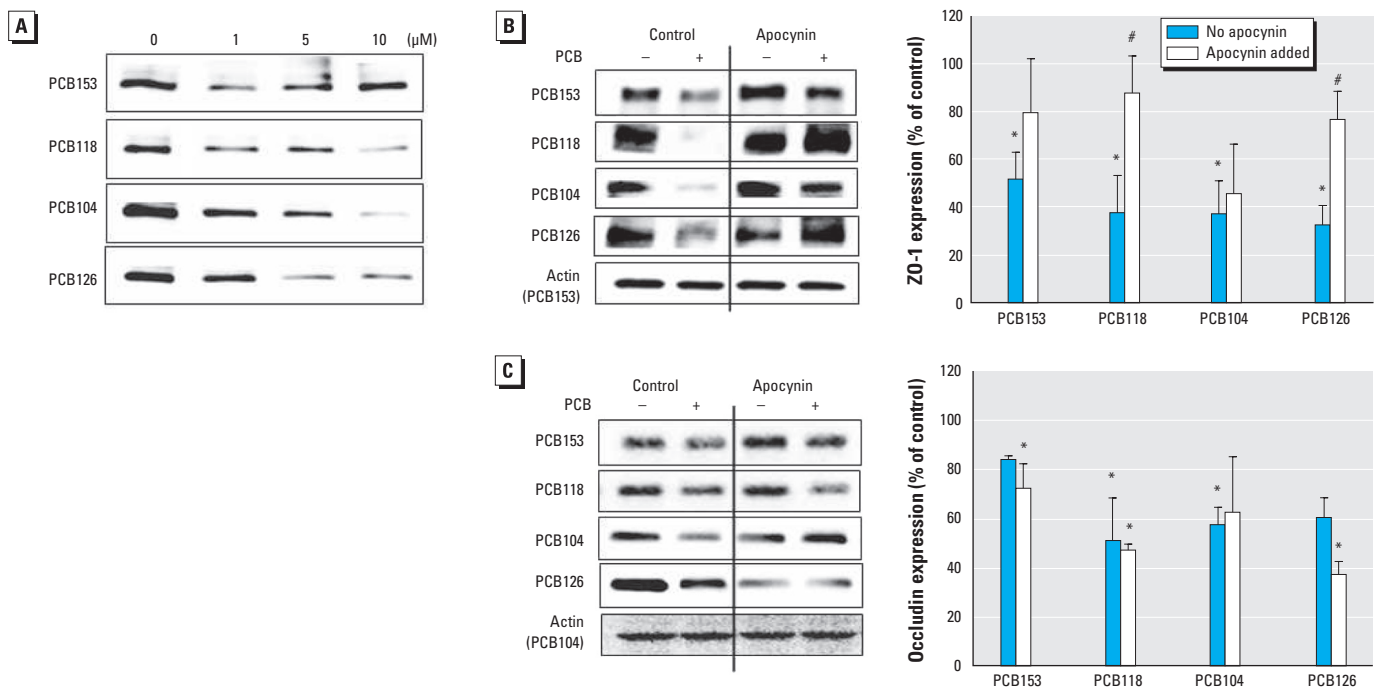 A
0 1 5 10 (µM)
PCB153
PCB118
PCB104
PCB126
B
Control Apocynin
PCB – + – +
PCB153
PCB118
PCB104
PCB126
Actin
(PCB153)
ZO-1 expression (% of control)
120
100
80
60
40
20
0
No apocynin
Apocynin added
* * # * * #
PCB153 PCB118 PCB104 PCB126
C
Control Apocynin
PCB – + – +
PCB153
PCB118
PCB104
PCB126
Actin
(PCB104)
Occludin expression (% of control)
120
100
80
60
40
20
0
* * * * *
PCB153 PCB118 PCB104 PCB126